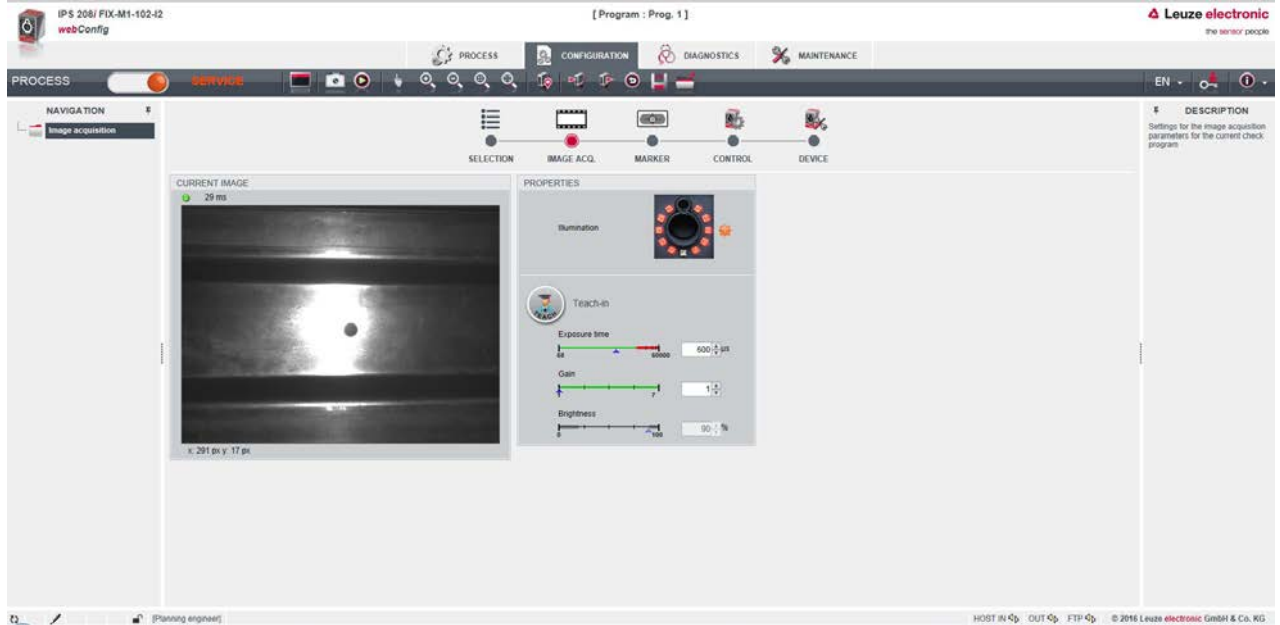 IPS 208i FIX-M1-102-I2
webConfig
[ Program : Prog. 1 ]
Leuze electronic
the sensor people
PROCESS
CONFIGURATION
DIAGNOSTICS
MAINTENANCE
PROCESS
SERVICE
EN
NAVIGATION
Image acquisition
SELECTION
IMAGE ACQ.
MARKER
CONTROL
DEVICE
DESCRIPTION
Settings for the image acquisition
parameters for the current check
program
CURRENT IMAGE
29 ms
x: 291 px y: 17 px
PROPERTIES
Illumination
TEACH
Teach-in
Exposure time
68 60000
600 µs
Gain
7
1
Brightness
0 100
90 %
[Planning engineer]
HOST IN OUT FTP © 2016 Leuze electronic GmbH & Co. KG